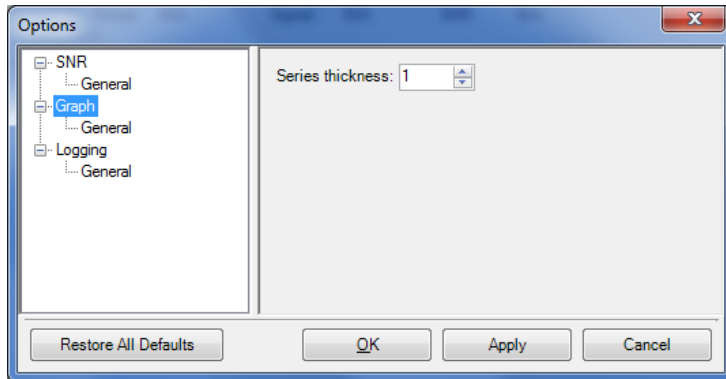 Options
SNR
General
Graph
General
Logging
General
Series thickness: 1
Restore All Defaults
OK
Apply
Cancel